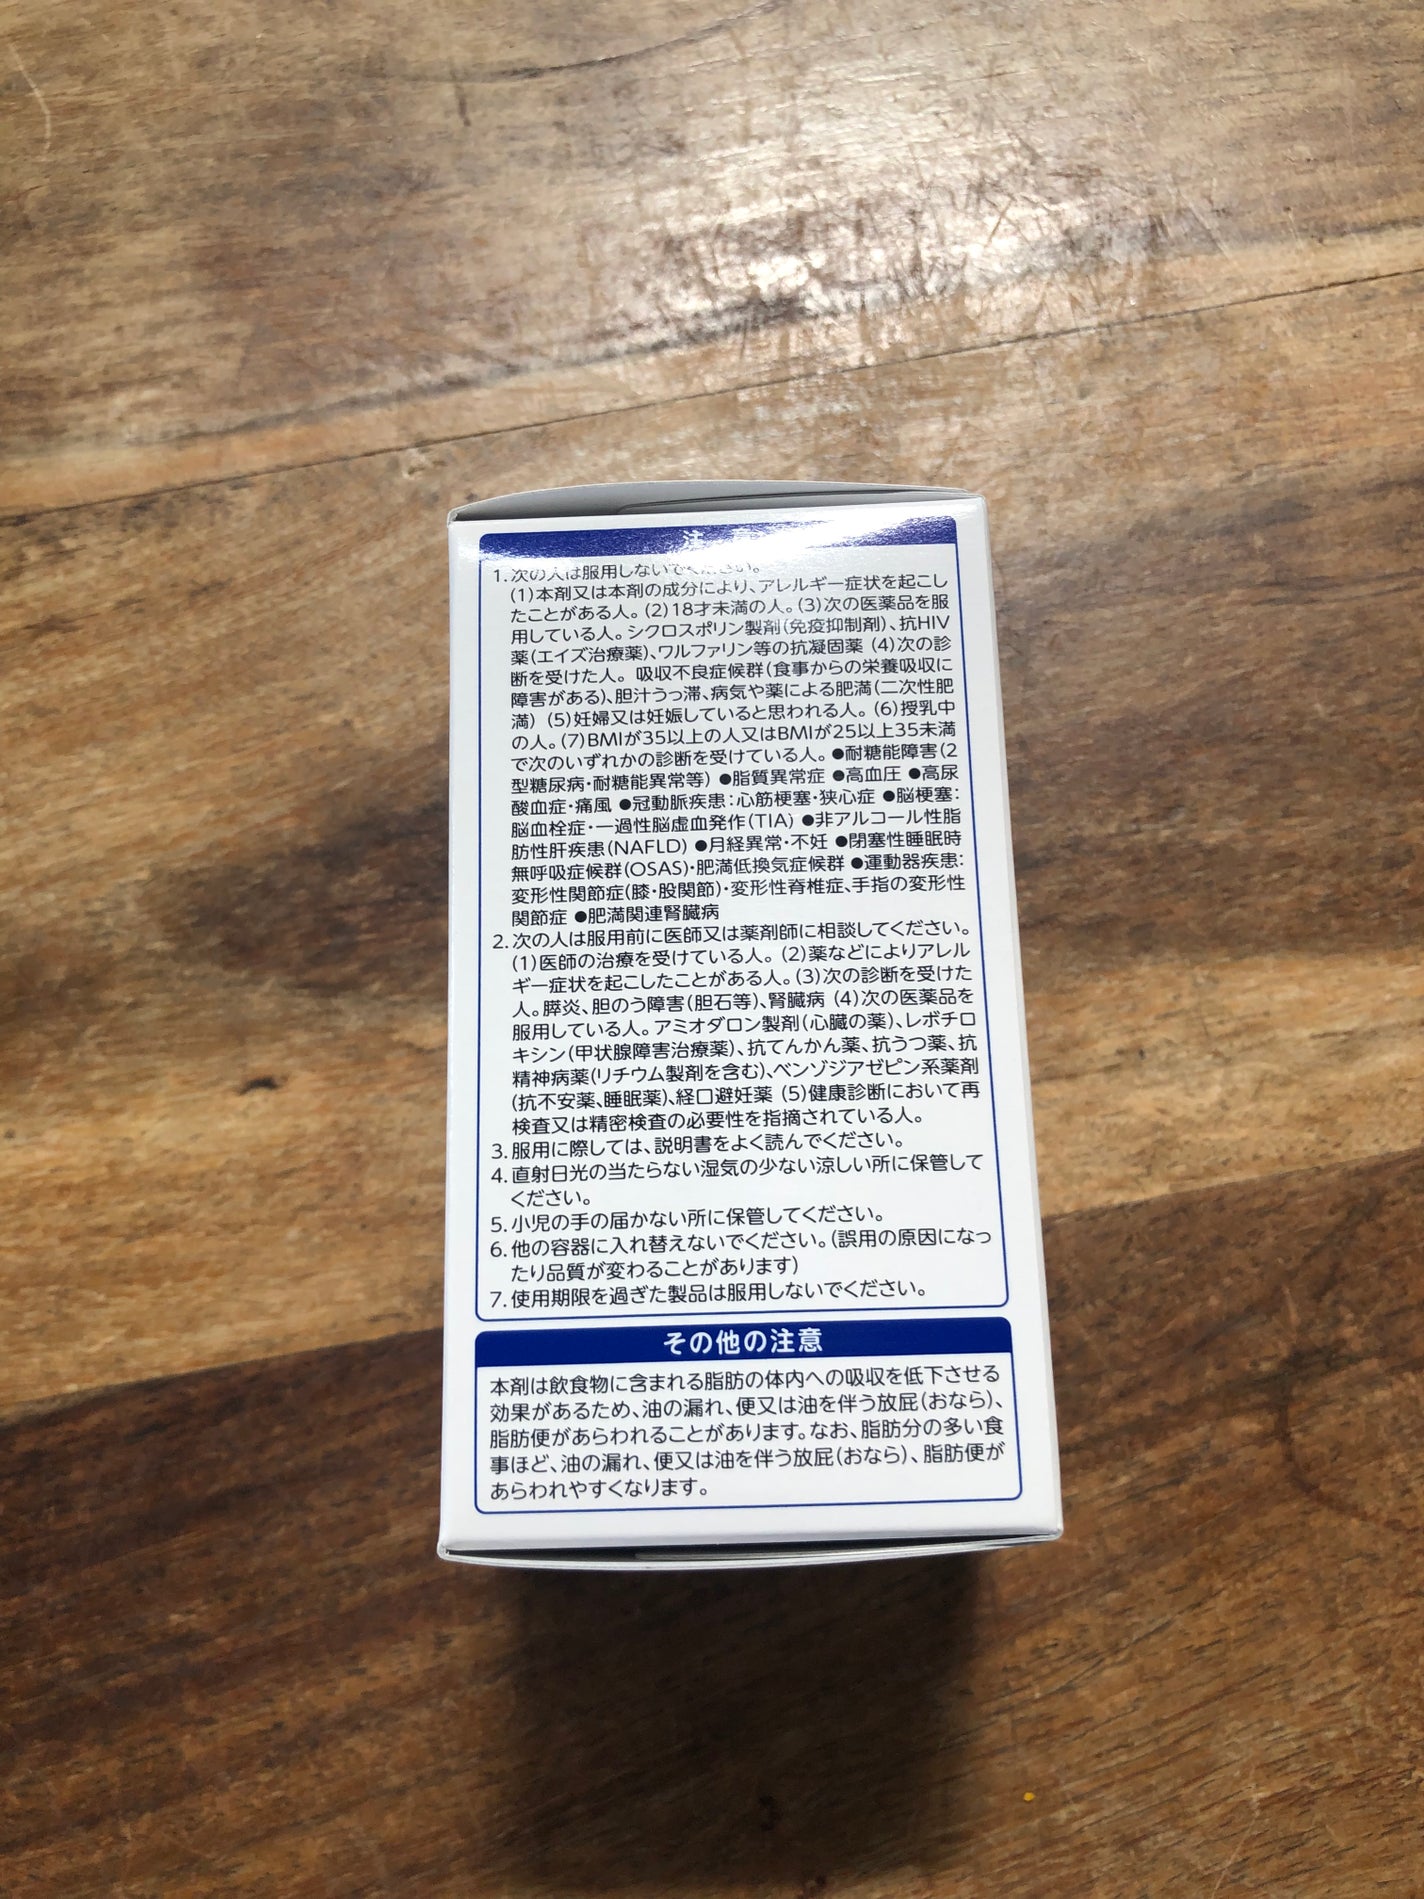 注
1. 次の人は服用しないでください。
(1)本剤又は本剤の成分により、アレルギー症状を起こし
たことがある人。(2)18才未満の人。(3)次の医薬品を服
用している人。シクロスポリン製剤(免疫抑制剤)、抗HIV
薬(エイズ治療薬)、ワルファリン等の抗凝固薬 (4)次の診
断を受けた人。 吸収不良症候群(食事からの栄養吸収に
障害がある)、胆汁うっ滞、病気や薬による肥満(二次性肥
満) (5)妊婦又は妊娠していると思われる人。(6)授乳中
の人。(7)BMIが35以上の人又はBMIが25以上35未満
で次のいずれかの診断を受けている人。●耐糖能障害(2
型糖尿病・耐糖能異常等) ●脂質異常症 ●高血圧 ●高尿
酸血症・痛風 ●冠動脈疾患:心筋梗塞・狭心症 ●脳梗塞:
脳血栓症・一過性脳虚血発作(TIA) ●非アルコール性脂
肪性肝疾患(NAFLD) ●月経異常・不妊 ●閉塞性睡眠時
無呼吸症候群(OSAS)・肥満低換気症候群 ●運動器疾患:
変形性関節症(膝・股関節)・変形性脊椎症、手指の変形性
関節症 ●肥満関連腎臓病
2. 次の人は服用前に医師又は薬剤師に相談してください。
(1)医師の治療を受けている人。(2)薬などによりアレル
ギー症状を起こしたことがある人。(3)次の診断を受けた
人。膵炎、胆のう障害(胆石等)、腎臓病 (4)次の医薬品を
服用している人。アミオダロン製剤(心臓の薬)、レボチロ
キシン(甲状腺障害治療薬)、抗てんかん薬、抗うつ薬、抗
精神病薬(リチウム製剤を含む)、ベンゾジアゼピン系薬剤
(抗不安薬、睡眠薬)、経口避妊薬 (5)健康診断において再
検査又は精密検査の必要性を指摘されている人。
3. 服用に際しては、説明書をよく読んでください。
4. 直射日光の当たらない湿気の少ない涼しい所に保管して
ください。
5. 小児の手の届かない所に保管してください。
6. 他の容器に入れ替えないでください。(誤用の原因になっ
たり品質が変わることがあります)
7. 使用期限を過ぎた製品は服用しないでください。
その他の注意
本剤は飲食物に含まれる脂肪の体内への吸収を低下させる
効果があるため、油の漏れ、便又は油を伴う放屁(おなら)、
脂肪便があらわれることがあります。なお、脂肪分の多い食
事ほど、油の漏れ、便又は油を伴う放屁(おなら)、脂肪便が
あらわれやすくなります。